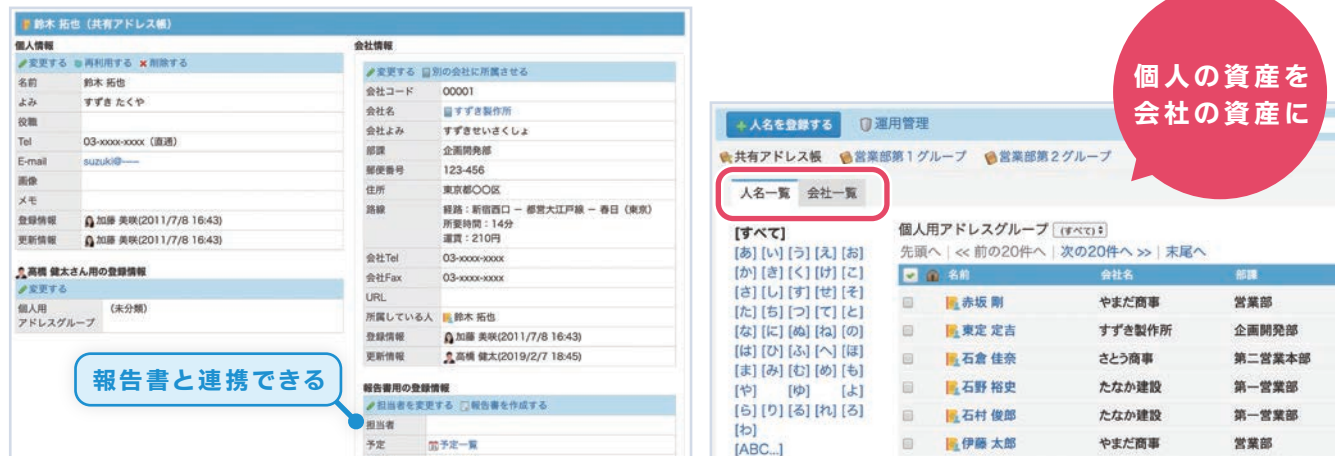 鈴木 拓也（共有アドレス帳）
個人情報
変更する 再利用する 削除する
名前 鈴木 拓也
よみ すずき たくや
役職
Tel 03-xxxx-xxxx（直通）
E-mail suzuki@-----
画像
メモ
登録情報 加藤 美咲(2011/7/8 16:43)
更新情報 加藤 美咲(2011/7/8 16:43)
高橋 健太さん用の登録情報
変更する
個人用 （未分類）
アドレスグループ
報告書と連携できる
会社情報
変更する 別の会社に所属させる
会社コード 00001
会社名 すずき製作所
会社よみ すずきせいさくしょ
部課 企画開発部
郵便番号 123-456
住所 東京都〇〇区
路線 経路：新宿西口 － 都営大江戸線 － 春日（東京）
所要時間：14分
運賃：210円
会社Tel 03-xxxx-xxxx
会社Fax 03-xxxx-xxxx
URL
所属している人 鈴木 拓也
登録情報 加藤 美咲(2011/7/8 16:43)
更新情報 高橋 健太(2019/2/7 18:45)
報告書用の登録情報
担当者を変更する 報告書を作成する
担当者
予定 予定一覧
個人の資産を
会社の資産に
人名を登録する 運用管理
共有アドレス帳 営業部第1グループ 営業部第2グループ
人名一覧 会社一覧
[すべて]
[あ] [い] [う] [え] [お]
[か] [き] [く] [け] [こ]
[さ] [し] [す] [せ] [そ]
[た] [ち] [つ] [て] [と]
[な] [に] [ぬ] [ね] [の]
[は] [ひ] [ふ] [へ] [ほ]
[ま] [み] [む] [め] [も]
[や] [ゆ] [よ]
[ら] [り] [る] [れ] [ろ]
[わ]
[ABC...]
個人用アドレスグループ (すべて)
先頭へ | << 前の20件へ | 次の20件へ >> | 末尾へ
名前 会社名 部課
赤坂 剛 やまだ商事 営業部
東定 定吉 すずき製作所 企画開発部
石倉 佳奈 さとう商事 第二営業本部
石野 裕史 たなか建設 第一営業部
石村 俊郎 たなか建設 第一営業部
伊藤 太郎 やまだ商事 営業部